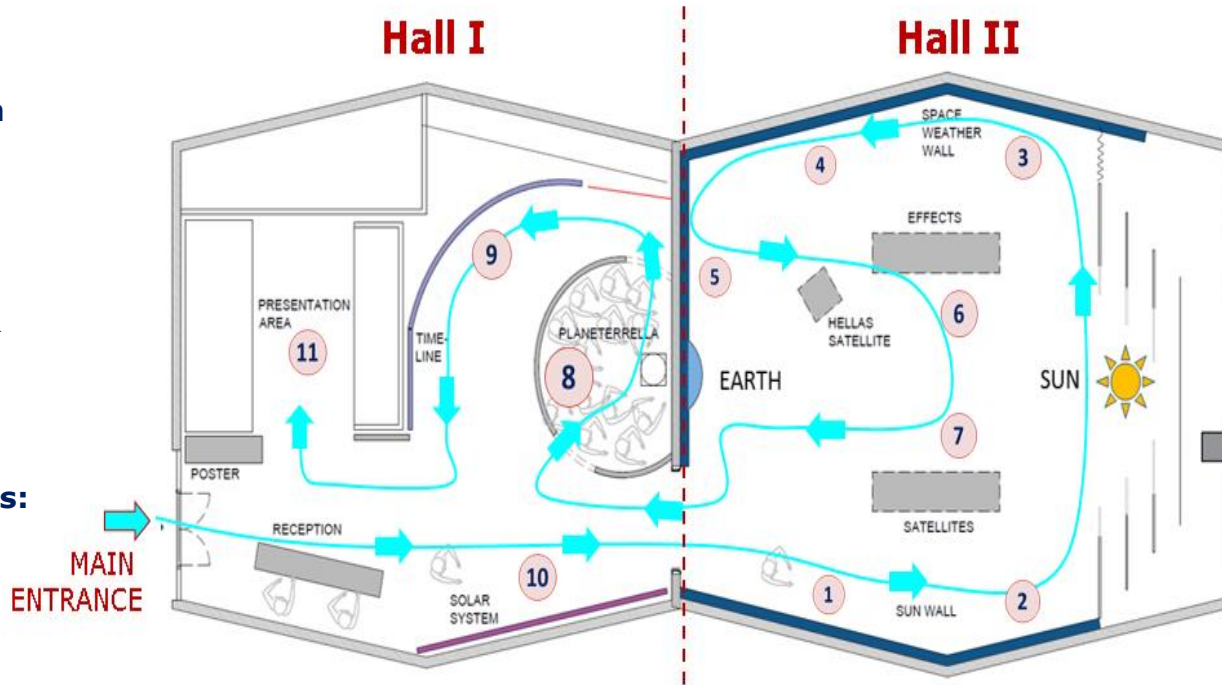 Hall I
Hall II
SPACE
WEATHER
WALL
3
4
EFFECTS
9
5
6
PRESENTATION
AREA
11
TIME-
LINE
PLANETERRELLA
8
HELLAS
SATELLITE
EARTH
SUN
7
POSTER
s:
SATELLITES
RECEPTION
MAIN
ENTRANCE
10
SOLAR
SYSTEM
1
SUN WALL
2